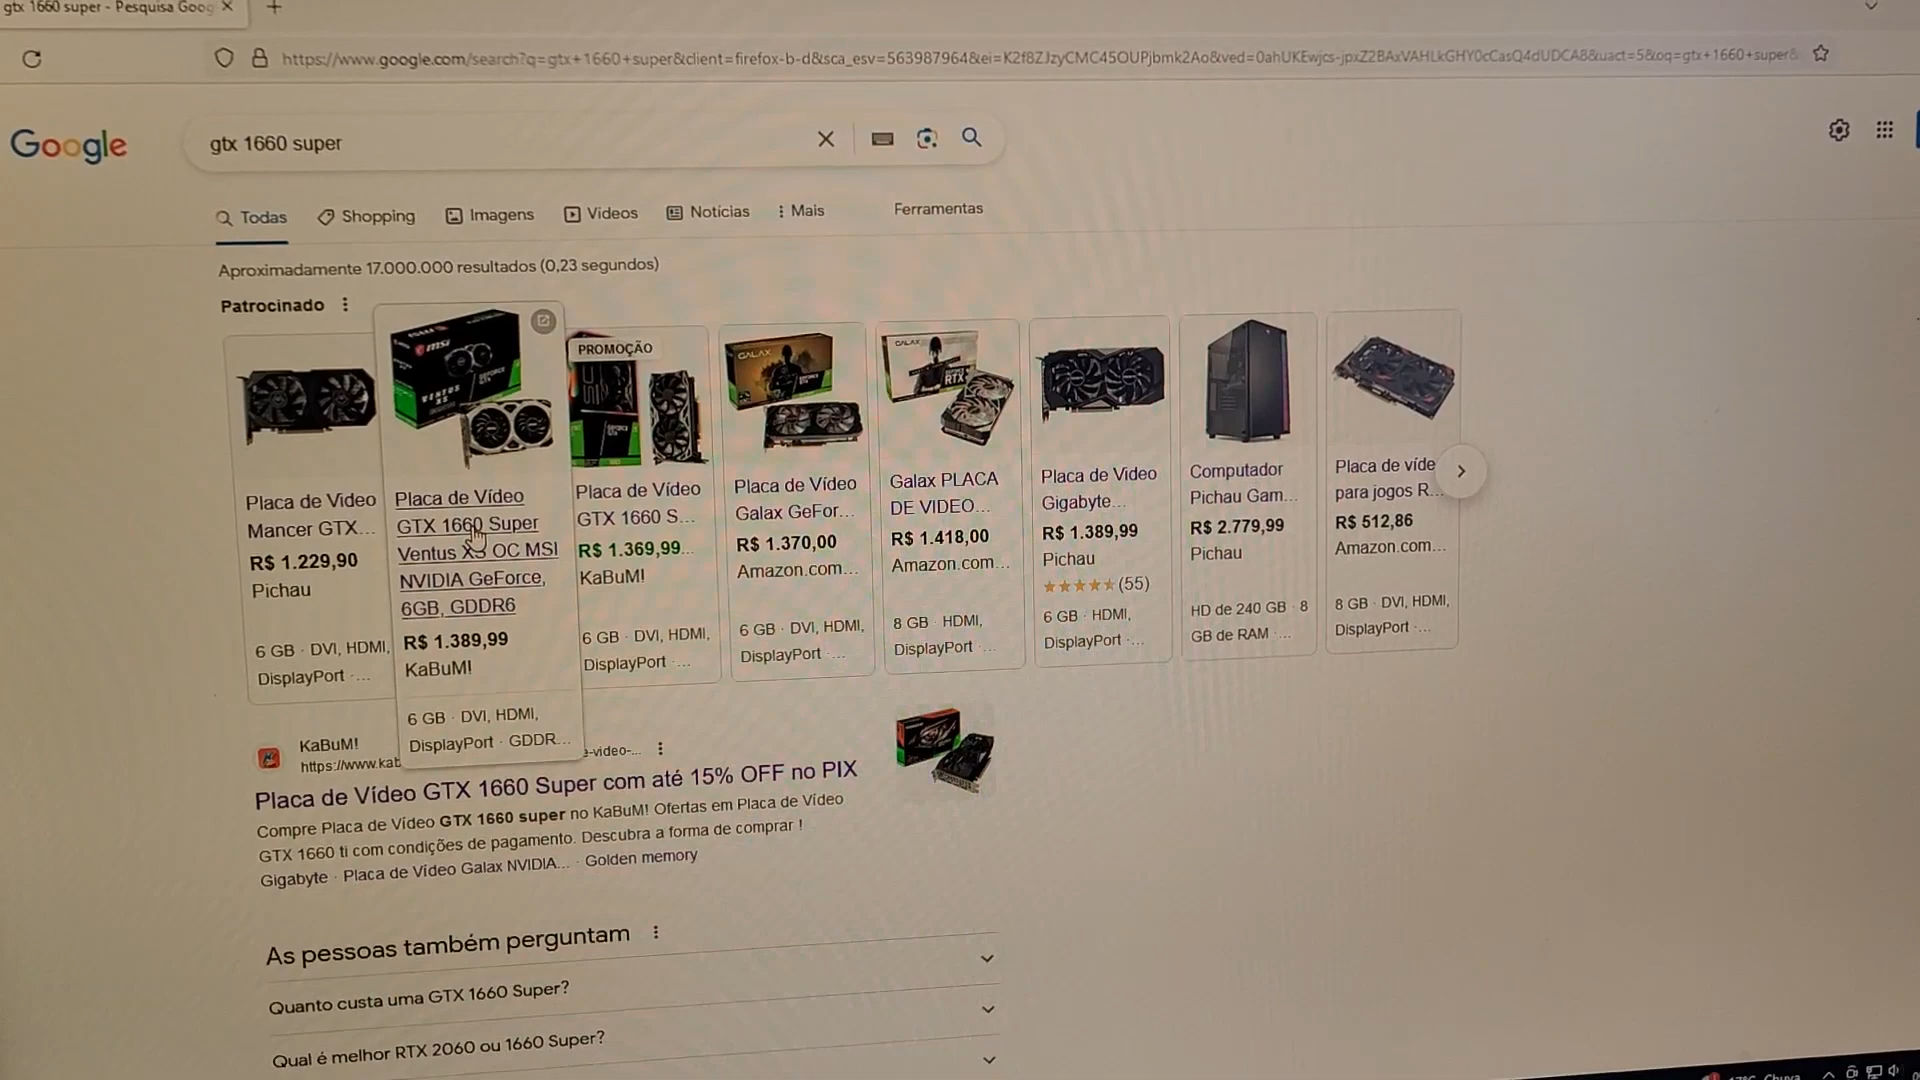 gtx 1660 super - Pesquisa Goog
https://www.google.com/search?q=gtx+1660+super&client=firefox-b-d&sca_esv=563987964&ei=K2f8ZJzyCMC45OUPjbmk2Ao&ved=0ahUKEwjcs-jpxZ2BAxVAHLkGHY0cCasQ4dUDCA8&uact=5&oq=gtx+1660+super&
Google
gtx 1660 super
Todas
Shopping
Imagens
Vídeos
Notícias
Mais
Ferramentas
Aproximadamente 17.000.000 resultados (0,23 segundos)
Patrocinado
Placa de Video
Mancer GTX...
R$ 1.229,90
Pichau
6 GB · DVI, HDMI,
DisplayPort ·...
msi
Placa de Vídeo
GTX 1660 Super
Ventus XS OC MSI
NVIDIA GeForce,
6GB, GDDR6
R$ 1.389,99
KaBuM!
6 GB · DVI, HDMI,
DisplayPort · GDDR...
PROMOÇÃO
Placa de Vídeo
GTX 1660 S...
R$ 1.369,99...
KaBuM!
6 GB · DVI, HDMI,
DisplayPort ·...
GALAX
Placa de Vídeo
Galax GeFor...
R$ 1.370,00
Amazon.com...
6 GB · DVI, HDMI,
DisplayPort ·...
GALAX
RTX
Galax PLACA
DE VIDEO...
R$ 1.418,00
Amazon.com...
8 GB · HDMI,
DisplayPort ·...
Placa de Video
Gigabyte...
R$ 1.389,99
Pichau
(55)
6 GB · HDMI,
DisplayPort ·...
Computador
Pichau Gam...
R$ 2.779,99
Pichau
HD de 240 GB · 8
GB de RAM ·...
Placa de víde
para jogos R...
R$ 512,86
Amazon.com...
8 GB · DVI, HDMI,
DisplayPort ·...
KaBuM!
https://www.kab
e-video-...
Placa de Vídeo GTX 1660 Super com até 15% OFF no PIX
Compre Placa de Vídeo GTX 1660 super no KaBuM! Ofertas em Placa de Vídeo
GTX 1660 ti com condições de pagamento. Descubra a forma de comprar !
Gigabyte · Placa de Vídeo Galax NVIDIA... · Golden memory
As pessoas também perguntam
Quanto custa uma GTX 1660 Super?
Qual é melhor RTX 2060 ou 1660 Super?